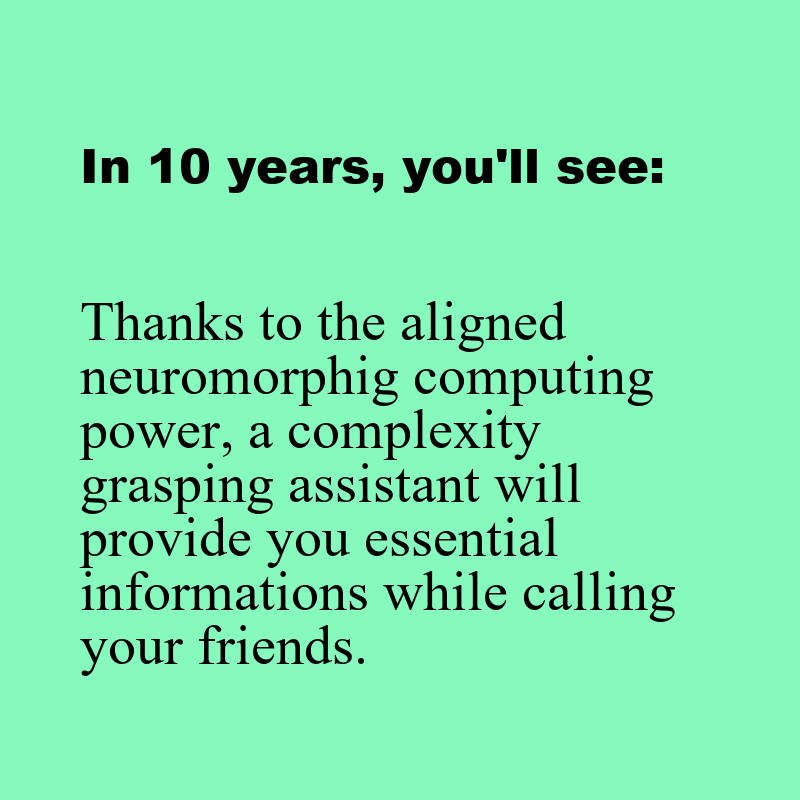 In 10 years, you'll see:
Thanks to the aligned
neuromorphig computing
power, a complexity
grasping assistant will
provide you essential
informations while calling
your friends.